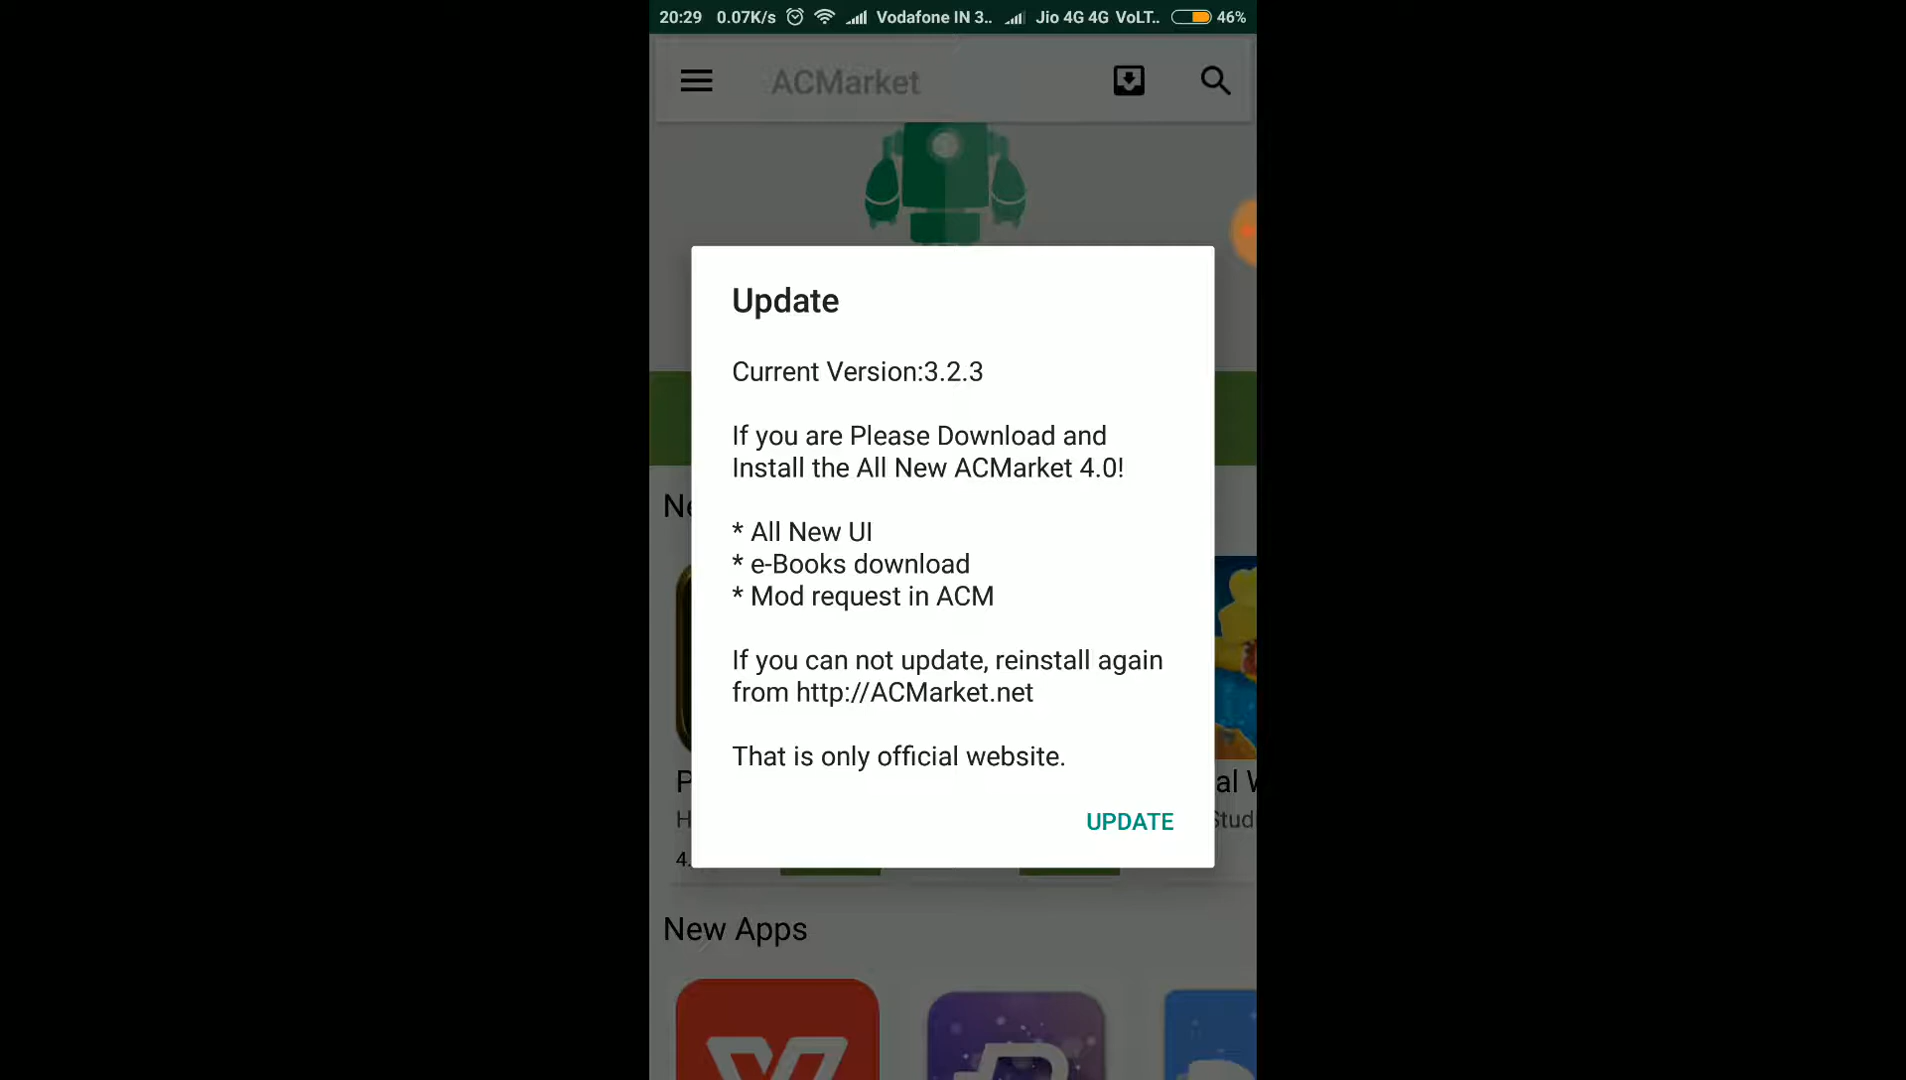 20:29 0.07K/s Vodafone IN 3.. Jio 4G 4G VoLT.. 46%
ACMarket
Update
Current Version:3.2.3
If you are Please Download and
Install the All New ACMarket 4.0!
* All New UI
* e-Books download
* Mod request in ACM
If you can not update, reinstall again
from http://ACMarket.net
That is only official website.
UPDATE
New Apps